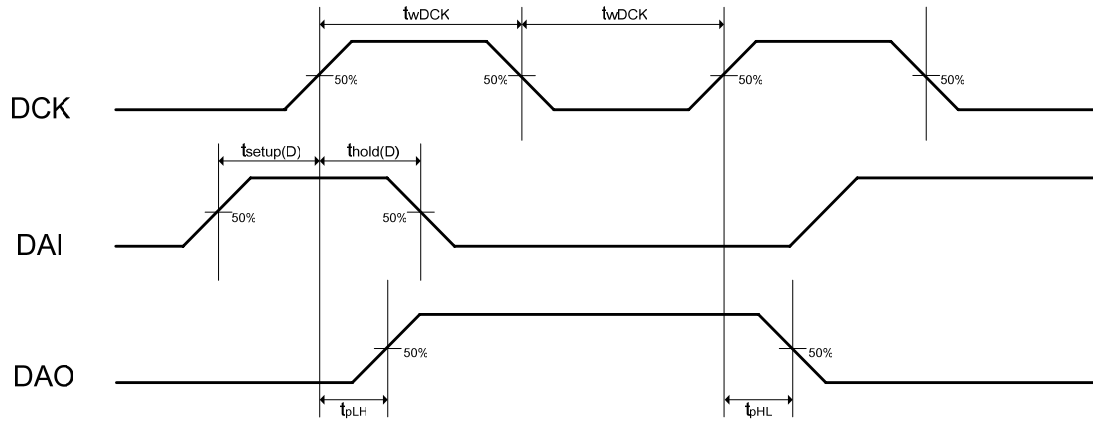 twDCK twDCK
50% 50% 50% 50%
DCK
tsetup(D) thold(D)
50% 50%
DAI
50% 50%
DAO
tpLH tpHL